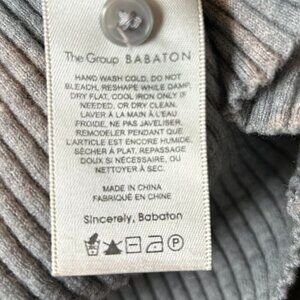 The Group BABATON
HAND WASH COLD, DO NOT
BLEACH, RESHAPE WHILE DAMP,
DRY FLAT, COOL IRON ONLY IF
NEEDED, OR DRY CLEAN.
LAVER À LA MAIN À L'EAU
FROIDE, NE PAS JAVELISER,
REMODELER PENDANT QUE
L'ARTICLE EST ENCORE HUMIDE,
SÉCHER À PLAT, REPASSAGE
DOUX SI NÉCESSAIRE, OU
NETTOYER À SEC.
MADE IN CHINA
FABRIQUÉ EN CHINE
Sincerely, Babaton
P